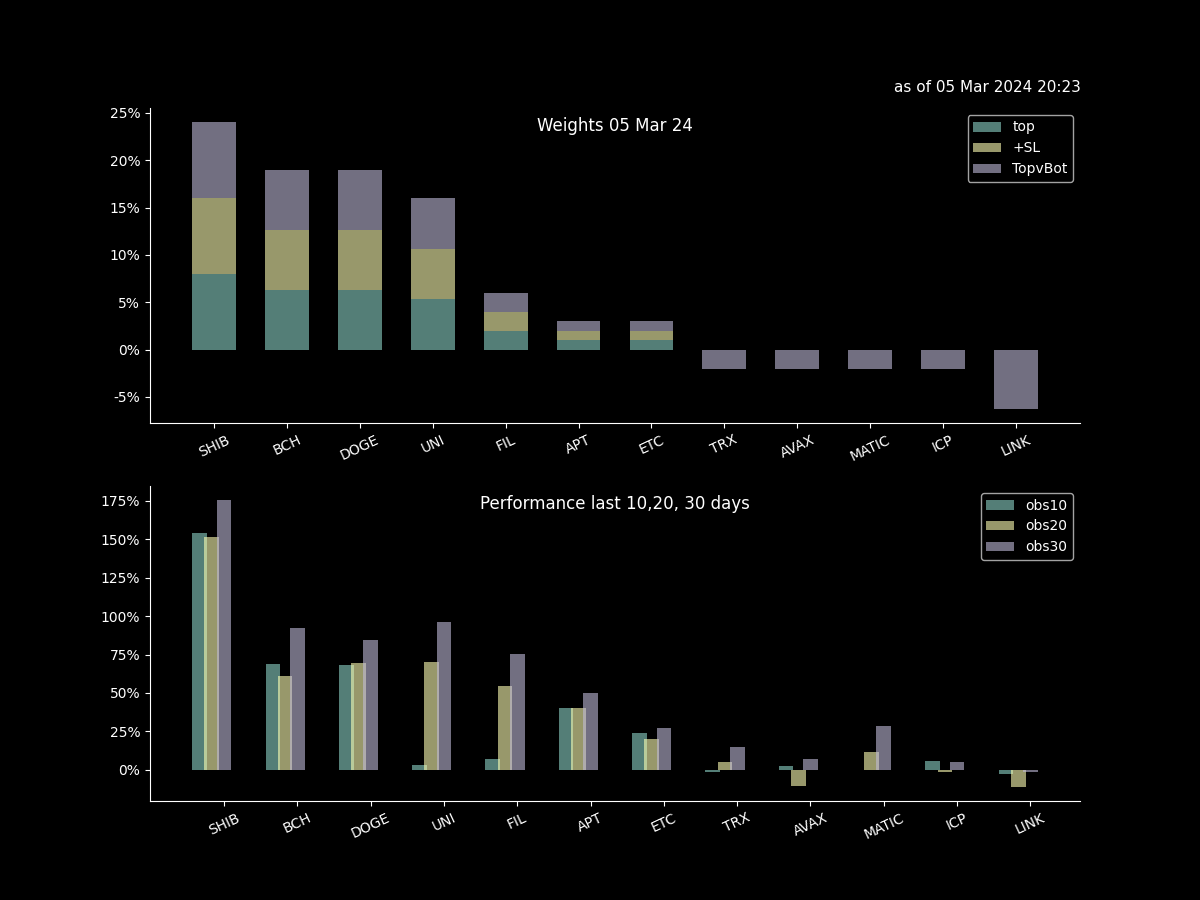 as of 05 Mar 2024 20:23
Weights 05 Mar 24
25%
20%
15%
10%
5%
0%
-5%
top
+SL
TopvBot
SHIB BCH DOGE UNI FIL APT ETC TRX AVAX MATIC ICP LINK
Performance last 10,20, 30 days
175%
150%
125%
100%
75%
50%
25%
0%
obs10
obs20
obs30
SHIB BCH DOGE UNI FIL APT ETC TRX AVAX MATIC ICP LINK